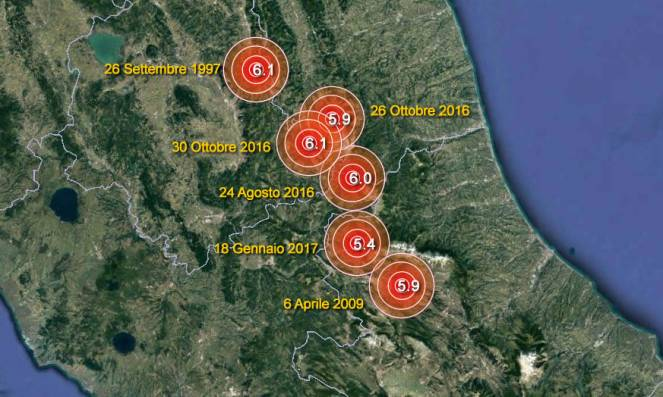 26 Settembre 1997
6.1
5.9
26 Ottobre 2016
30 Ottobre 2016
6.1
24 Agosto 2016
6.0
18 Gennaio 2017
5.4
6 Aprile 2009
5.9